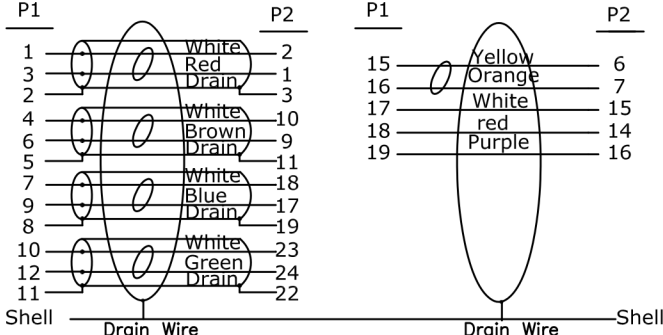 P1 P2 P1 P2
1 White 2
3 Red 1
2 Drain 3
4 White 10
6 Brown 9
5 Drain 11
7 White 18
9 Blue 17
8 Drain 19
10 White 23
12 Green 24
11 Drain 22
15 Yellow 6
16 Orange 7
17 White 15
18 red 14
19 Purple 16
Shell Shell
Drain Wire Drain Wire